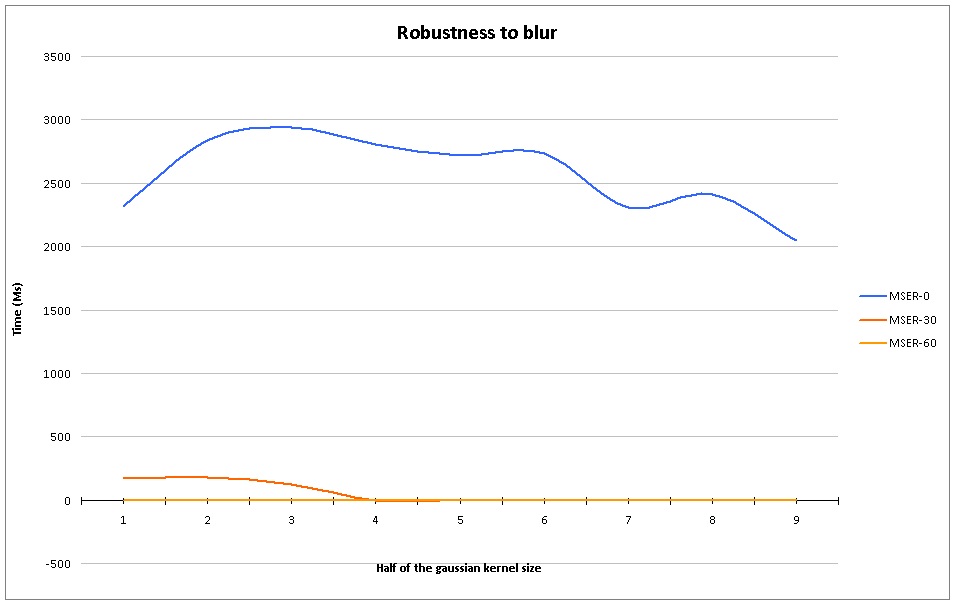 Robustness to blur
3500
3000
2500
2000
1500
1000
500
0
-500
Time (Ms)
1 2 3 4 5 6 7 8 9
Half of the gaussian kernel size
MSER-0
MSER-30
MSER-60